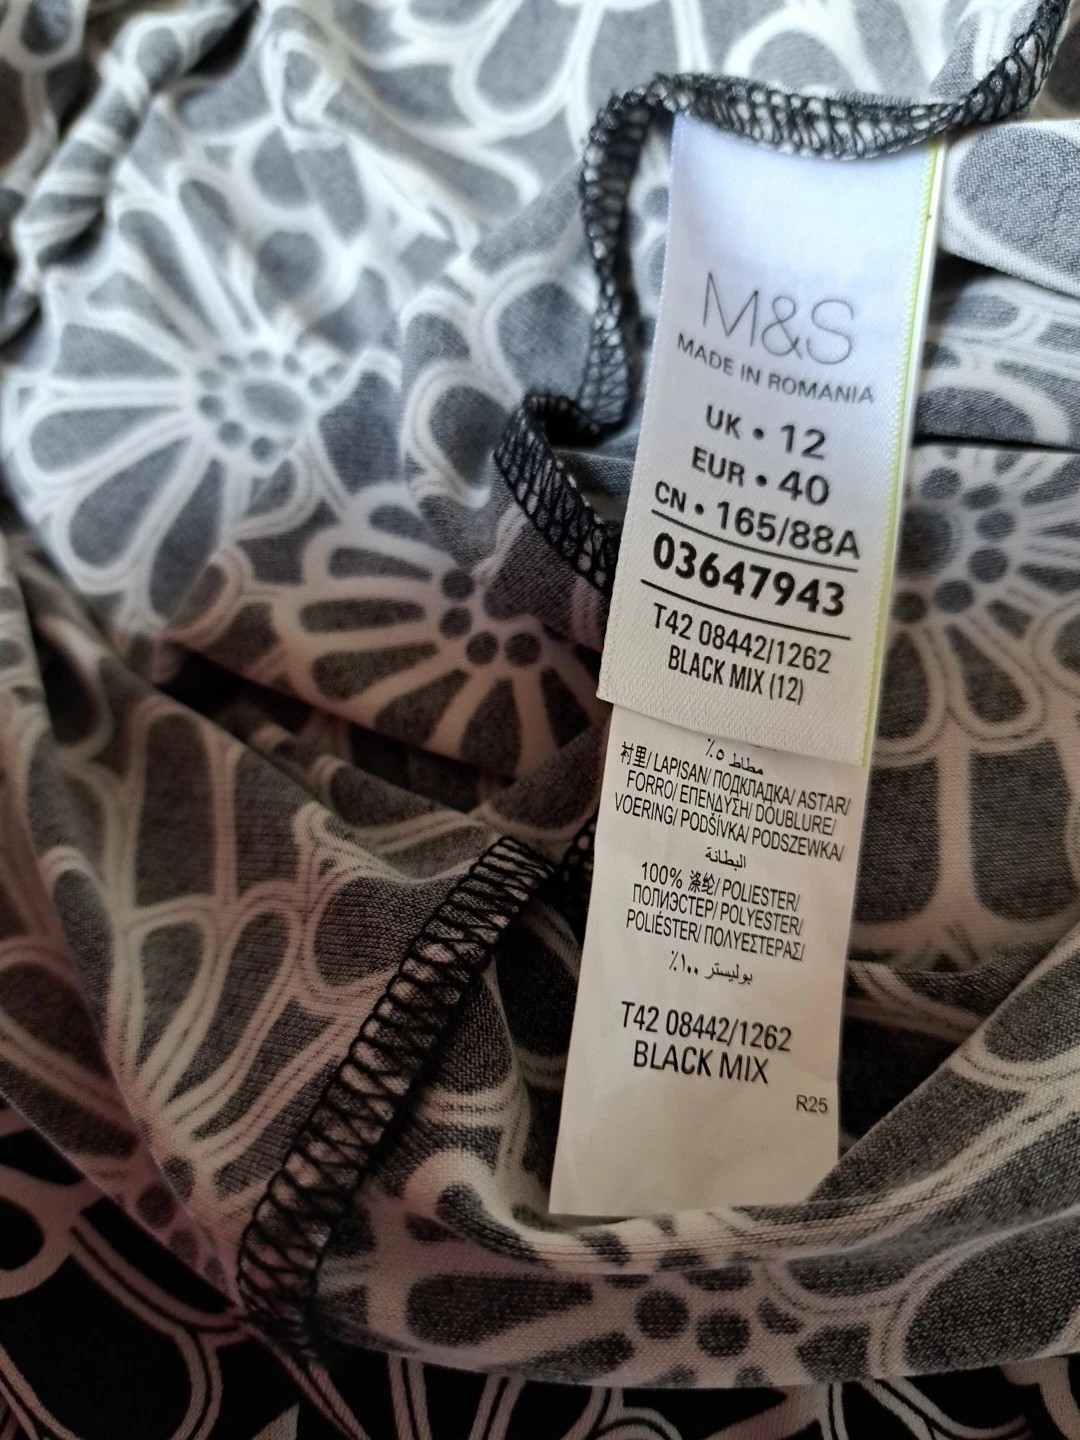 M&S
MADE IN ROMANIA
UK • 12
EUR • 40
CN • 165/88A
03647943
T42 08442/1262
BLACK MIX (12)
مطاط ٥٪
衬里/ LAPISAN/ ПОДКЛАДКА/ ASTAR/
FORRO/ ΕΠΕΝΔΥΣΗ/ DOUBLURE/
VOERING/ PODŠÍVKA/ PODSZEWKA/
البطانة
100% 涤纶/ POLIESTER/
ПОЛИЭСТЕР/ POLYESTER/
POLIÉSTER/ ΠΟΛΥΕΣΤΕΡΑΣ/
بوليستر ١٠٠٪
T42 08442/1262
BLACK MIX
R25